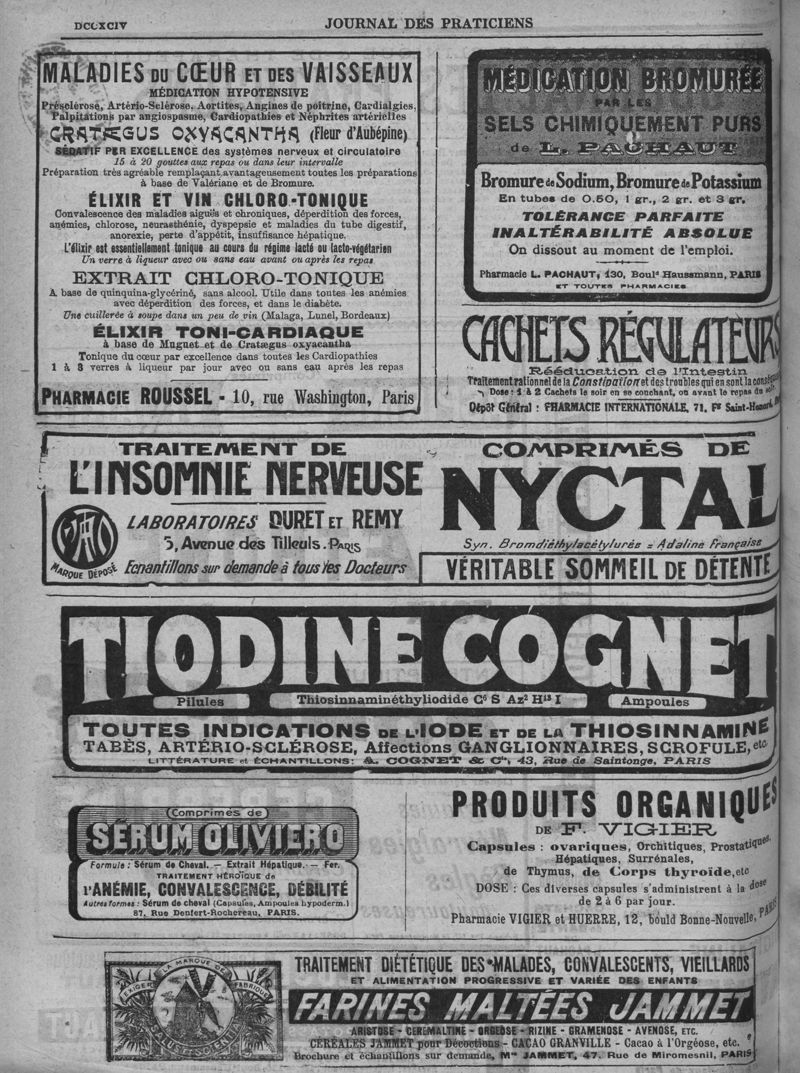 DCCXCIV
JOURNAL DES PRATICIENS
MALADIES DU CŒUR ET DES VAISSEAUX
MÉDICATION HYPOTENSIVE
Présclérose, Artério-Sclérose, Aortites, Angines de poitrine, Cardialgies,
Palpitations par angiospasme, Cardiopathies et Néphrites artérielles
CRATÆGUS OXYACANTHA (Fleur d'Aubépine)
SÉDATIF PER EXCELLENCE des systèmes nerveux et circulatoire
15 à 20 gouttes aux repas ou dans leur intervalle
Préparation très agréable remplaçant avantageusement toutes les préparations
à base de Valériane et de Bromure.
ÉLIXIR ET VIN CHLORO-TONIQUE
Convalescence des maladies aiguës et chroniques, déperdition des forces,
anémies, chlorose, neurasthénie, dyspepsie et maladies du tube digestif,
anorexie, perte d'appétit, insuffisance hépatique.
L'élixir est essentiellement tonique au cours du régime lacté ou lacto-végétarien
Un verre à liqueur avec ou sans eau avant ou après les repas
EXTRAIT CHLORO-TONIQUE
A base de quinquina-glycériné, sans alcool. Utile dans toutes les anémies
avec déperdition des forces, et dans le diabète.
Une cuillerée à soupe dans un peu de vin (Malaga, Lunel, Bordeaux)
ÉLIXIR TONI-CARDIAQUE
à base de Muguet et de Cratægus oxyacantha
Tonique du cœur par excellence dans toutes les Cardiopathies
1 à 3 verres à liqueur par jour avec ou sans eau après les repas
PHARMACIE ROUSSEL - 10, rue Washington, Paris
MÉDICATION BROMURÉE
PAR LES
SELS CHIMIQUEMENT PURS
de L. PACHAUT
Bromure de Sodium, Bromure de Potassium
En tubes de 0.50, 1 gr., 2 gr. et 3 gr.
TOLÉRANCE PARFAITE
INALTÉRABILITÉ ABSOLUE
On dissout au moment de l'emploi.
Pharmacie L. PACHAUT, 130, Boulᵈ Haussmann, PARIS
ET TOUTES PHARMACIES
CACHETS RÉGULATEURS
Rééducation de l'Intestin
Traitement rationnel de la Constipation et des troubles qui en sont la
Dose: 1 à 2 Cachets le soir en se couchant, ou avant le repas du soir
Dépôt Général : PHARMACIE INTERNATIONALE, 71, Fᵍ Saint-Honoré,
TRAITEMENT DE
L'INSOMNIE NERVEUSE
LABORATOIRES DURET ET REMY
5, Avenue des Tilleuls. PARIS
MARQUE DÉPOSÉ
Echantillons sur demande à tous les Docteurs
COMPRIMÉS DE
NYCTAL
Syn. Bromdiéthylacétylurée = Adaline Française
VÉRITABLE SOMMEIL DE DÉTENTE
TIODINE COGNET
Pilules
Thiosinnaminéthyliodide C⁶ S Az² H¹³ I
Ampoules
TOUTES INDICATIONS DE L'IODE ET DE LA THIOSINNAMINE
TABÈS, ARTÉRIO-SCLÉROSE, Affections GANGLIONNAIRES, SCROFULE, etc
LITTÉRATURE et ÉCHANTILLONS: A. COGNET & Cⁱᵉ, 43, Rue de Saintonge, PARIS
(Comprimés de)
SÉRUM OLIVIERO
Formule : Sérum de Cheval. — Extrait Hépatique. — Fer.
TRAITEMENT HÉROÏQUE de
l'ANÉMIE, CONVALESCENCE, DÉBILITÉ
Autres formes : Sérum de cheval (Capsules, Ampoules hypoderm.)
87, Rue Denfert-Rochereau, PARIS.
PRODUITS ORGANIQUES
DE F. VIGIER
Capsules : ovariques, Orchitiques, Prostatiques,
Hépatiques, Surrénales,
de Thymus, de Corps thyroïde, etc
DOSE : Ces diverses capsules s'administrent à la dose
de 2 à 6 par jour.
Pharmacie VIGIER et HUERRE, 12, bould Bonne-Nouvelle, PARIS
EXIGER LA MARQUE DE FABRIQUE
TRAITEMENT DIÉTÉTIQUE DES MALADES, CONVALESCENTS, VIEILLARDS
ET ALIMENTATION PROGRESSIVE ET VARIÉE DES ENFANTS
FARINES MALTÉES JAMMET
ARISTOSE - CÉRÉMALTINE - ORGÉOSE - RIZINE - GRAMENOSE - AVENOSE, ETC.
CÉRÉALES JAMMET pour Décoctions - CACAO GRANVILLE - Cacao à l'Orgéose, etc.
Brochure et échantillons sur demande, Mᵒⁿ JAMMET, 47, Rue de Miromesnil, PARIS